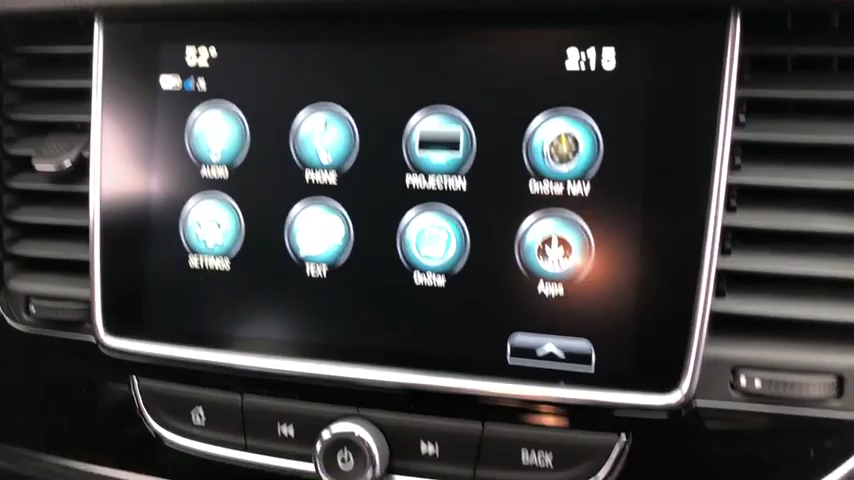 52°
2:15
AUDIO
PHONE
PROJECTION
OnStar NAV
SETTINGS
TEXT
OnStar
Apps
BACK